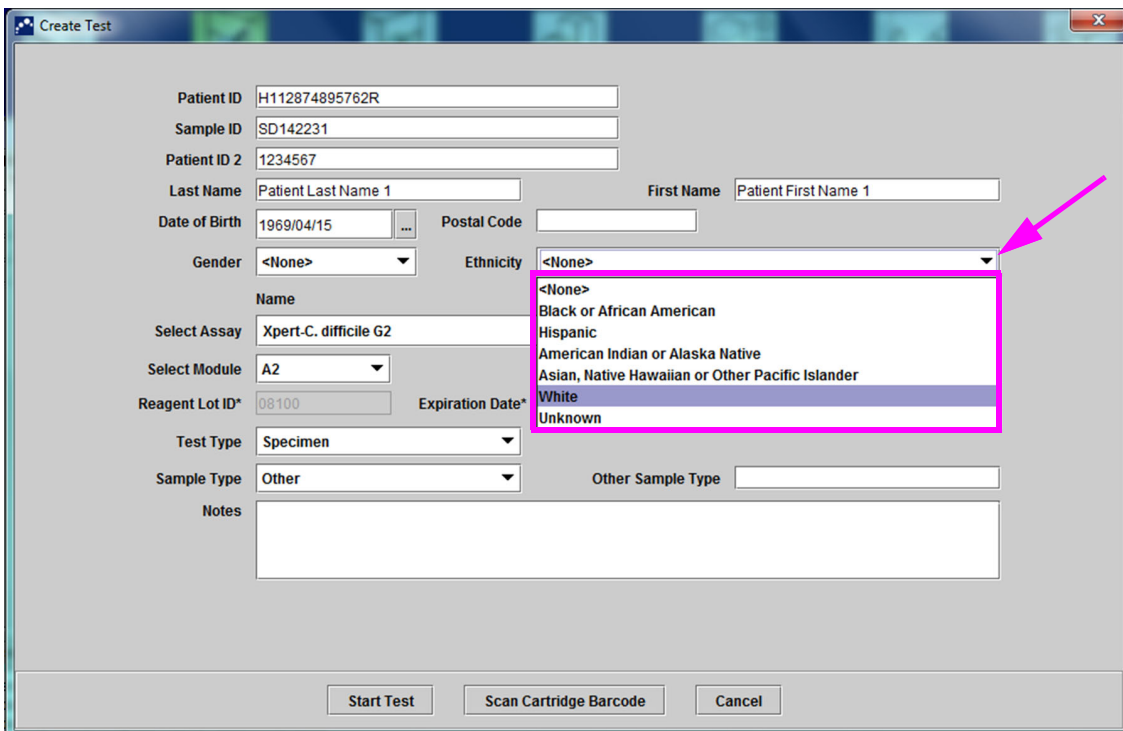 Create Test
Patient ID H112874895762R
Sample ID SD142231
Patient ID 2 1234567
Last Name Patient Last Name 1 First Name Patient First Name 1
Date of Birth 1969/04/15 ... Postal Code
Gender <None> Ethnicity <None>
<None>
Name
Black or African American
Select Assay Xpert-C. difficile G2 Hispanic
American Indian or Alaska Native
Select Module A2 Asian, Native Hawaiian or Other Pacific Islander
Reagent Lot ID* 08100 Expiration Date* White
Unknown
Test Type Specimen
Sample Type Other Other Sample Type
Notes
Start Test Scan Cartridge Barcode Cancel